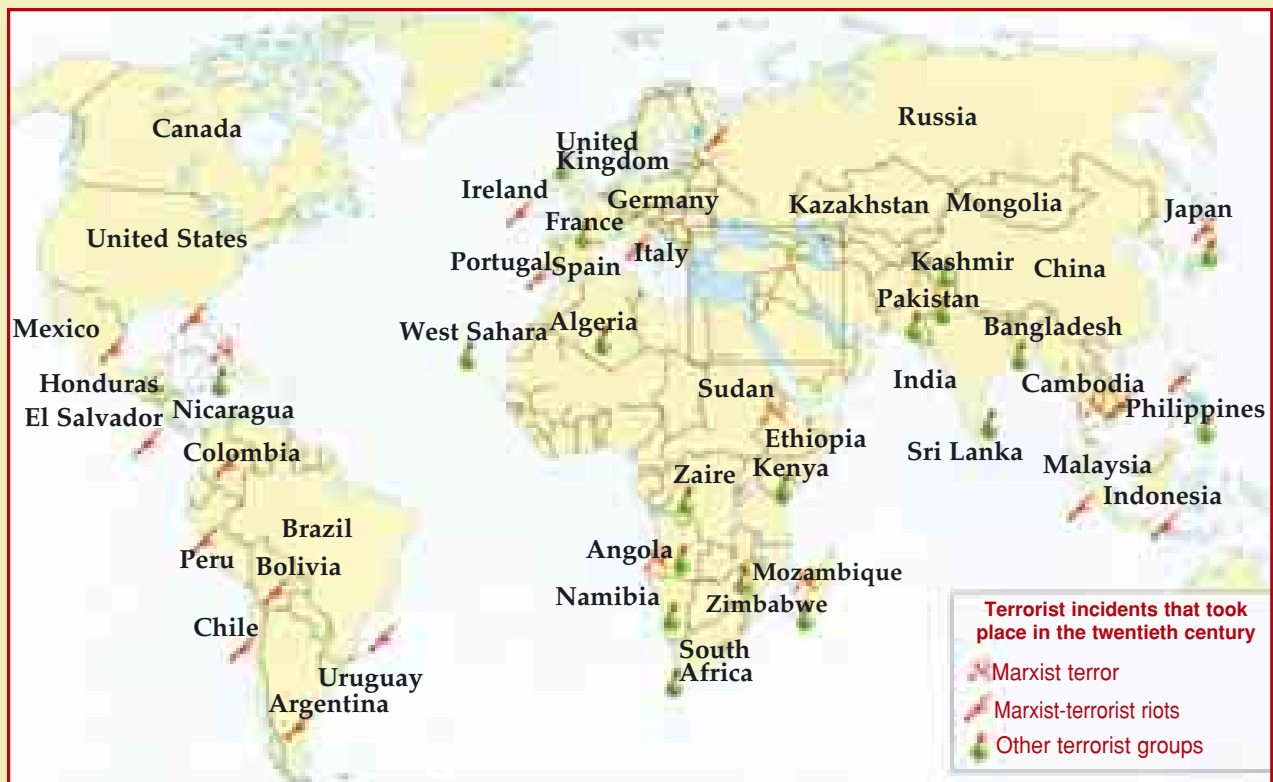 Canada
Russia
United
Kingdom
Ireland
Germany
Kazakhstan
Mongolia
Japan
France
United States
Italy
Portugal
Spain
Kashmir
China
Pakistan
Mexico
West Sahara
Algeria
Bangladesh
Honduras
Sudan
India
Cambodia
El Salvador
Nicaragua
Philippines
Ethiopia
Colombia
Sri Lanka
Malaysia
Zaire
Kenya
Indonesia
Brazil
Angola
Peru
Bolivia
Mozambique
Namibia
Zimbabwe
Chile
South
Africa
Uruguay
Argentina
Terrorist incidents that took
place in the twentieth century
Marxist terror
Marxist-terrorist riots
Other terrorist groups